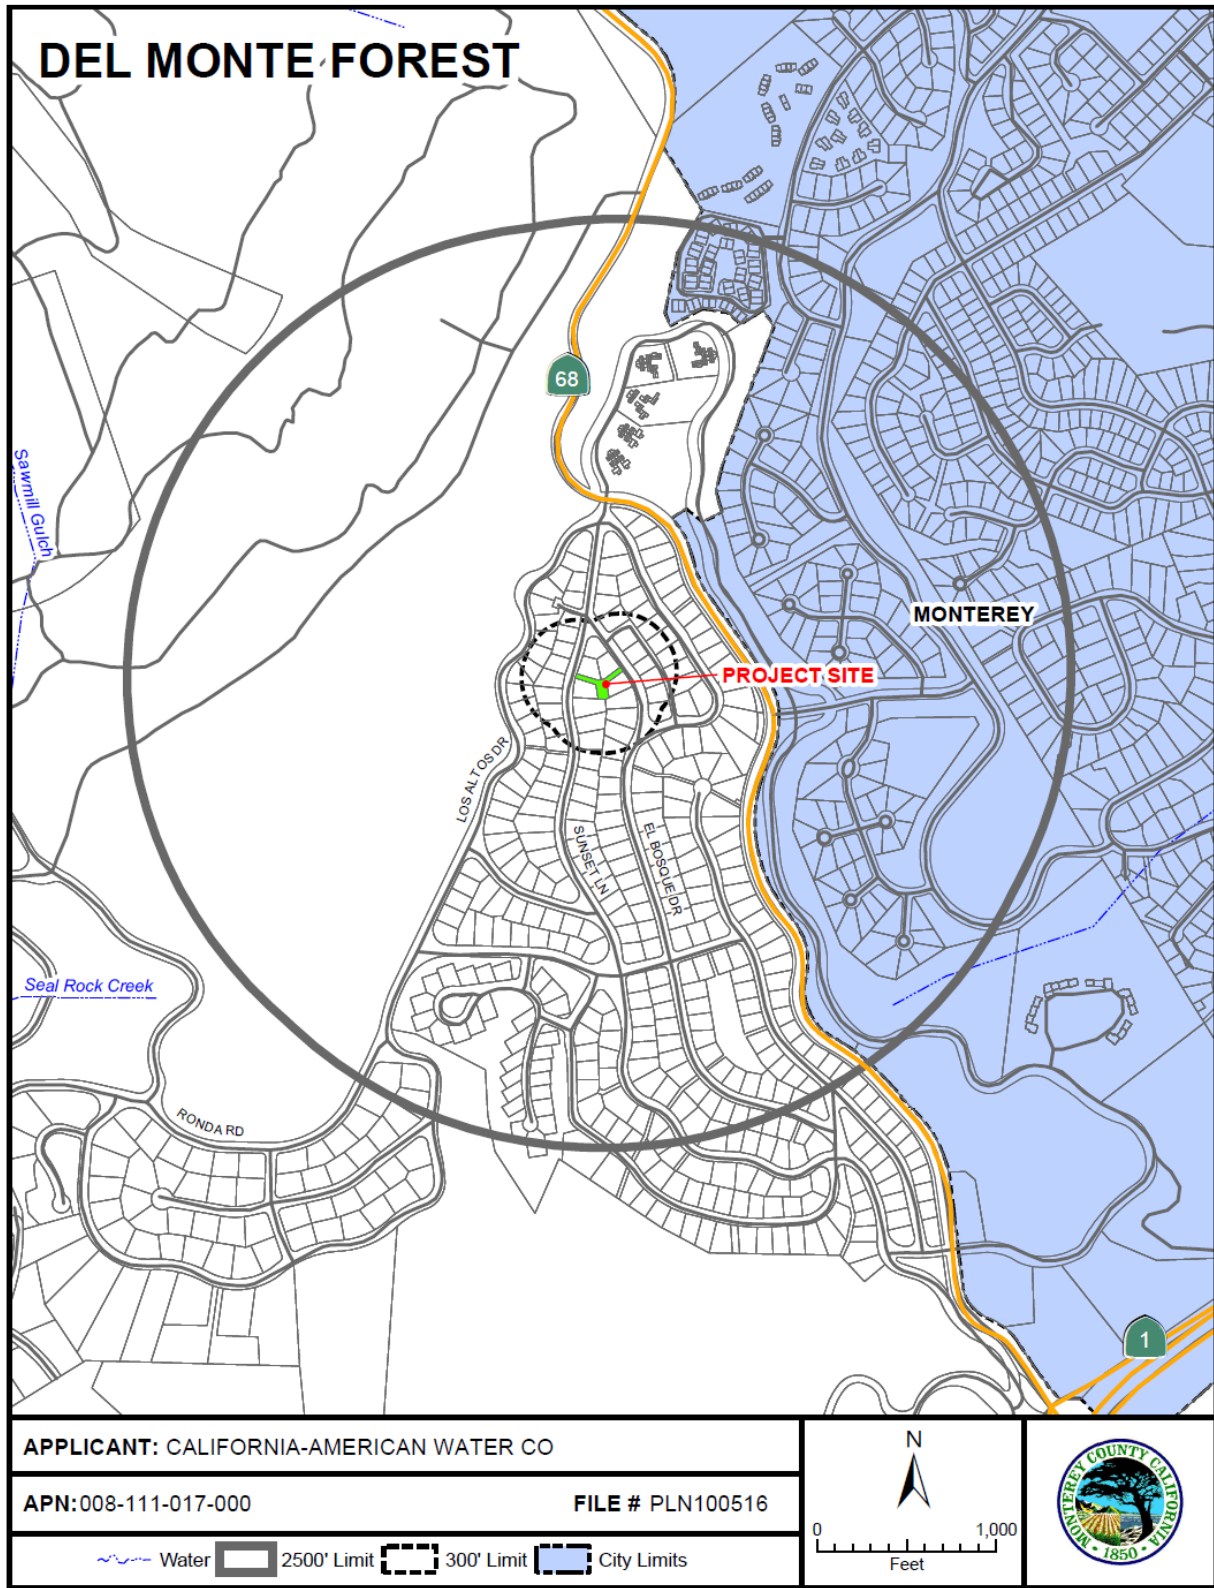 DEL MONTE FOREST
68
Sawmill Gulch
MONTEREY
PROJECT SITE
LOS ALTOS DR
SUNSET LN
EL BOSQUE DR
Seal Rock Creek
RONDA RD
1
APPLICANT: CALIFORNIA-AMERICAN WATER CO
APN: 008-111-017-000
FILE # PLN100516
Water
2500' Limit
300' Limit
City Limits
N
0
1,000
Feet
MONTEREY COUNTY CALIFORNIA
• 1850 •